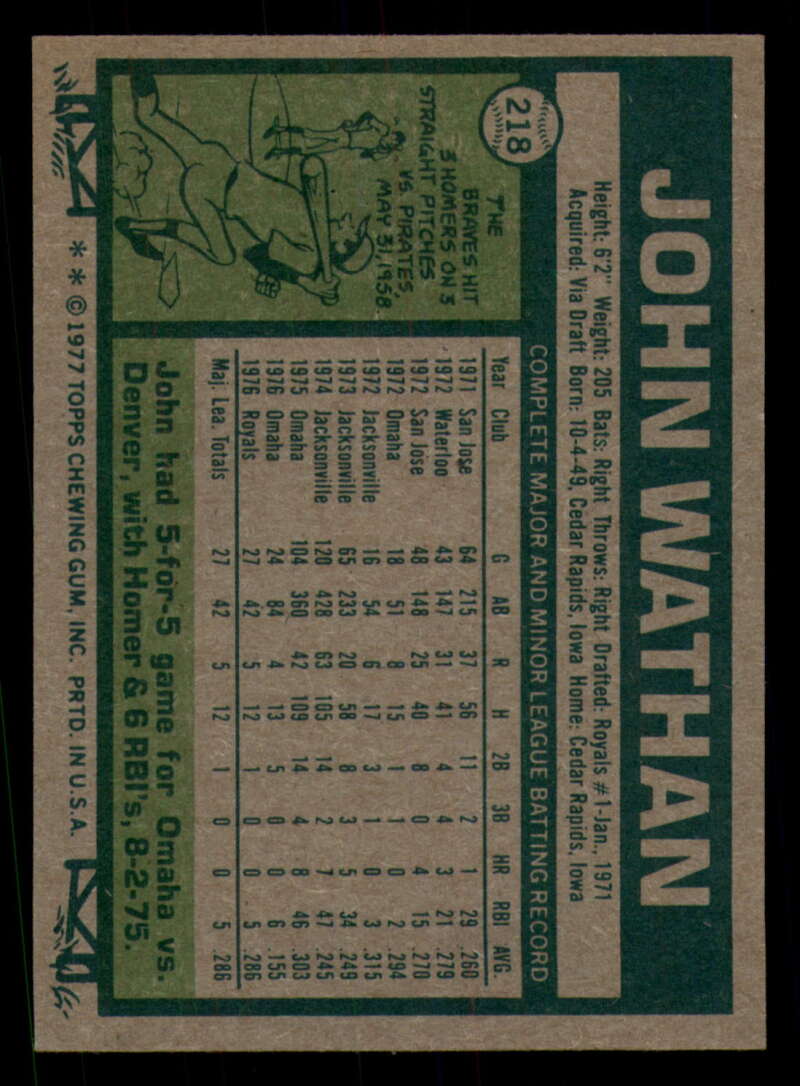 218
JOHN WATHAN
Height: 6'2" Weight: 205 Bats: Right Throws: Right Drafted: Royals #1-Jan., 1971
Acquired: Via Draft Born: 10-4-49, Cedar Rapids, Iowa Home: Cedar Rapids, Iowa
THE
BRAVES HIT
3 HOMERS ON 3
STRAIGHT PITCHES
VS. PIRATES,
MAY 31, 1958
COMPLETE MAJOR AND MINOR LEAGUE BATTING RECORD
Year Club G AB R H 2B 3B HR RBI AVG.
1971 San Jose 64 215 37 56 11 2 1 29 .260
1972 Waterloo 43 147 31 41 4 4 3 21 .279
1972 San Jose 48 148 25 40 8 0 4 15 .270
1972 Omaha 18 51 8 15 1 1 0 2 .294
1972 Jacksonville 16 54 6 17 3 1 0 3 .315
1973 Jacksonville 65 233 20 58 8 3 5 34 .249
1974 Jacksonville 120 428 63 105 14 2 7 47 .245
1975 Omaha 104 360 42 109 14 4 8 46 .303
1976 Omaha 24 84 4 13 5 0 0 6 .155
1976 Royals 27 42 5 12 1 0 0 5 .286
Maj. Lea. Totals 27 42 5 12 1 0 0 5 .286
John had 5-for-5 game for Omaha vs.
Denver, with Homer & 6 RBI's, 8-2-75.
* * ©1977 TOPPS CHEWING GUM, INC. PRTD. IN U.S.A.